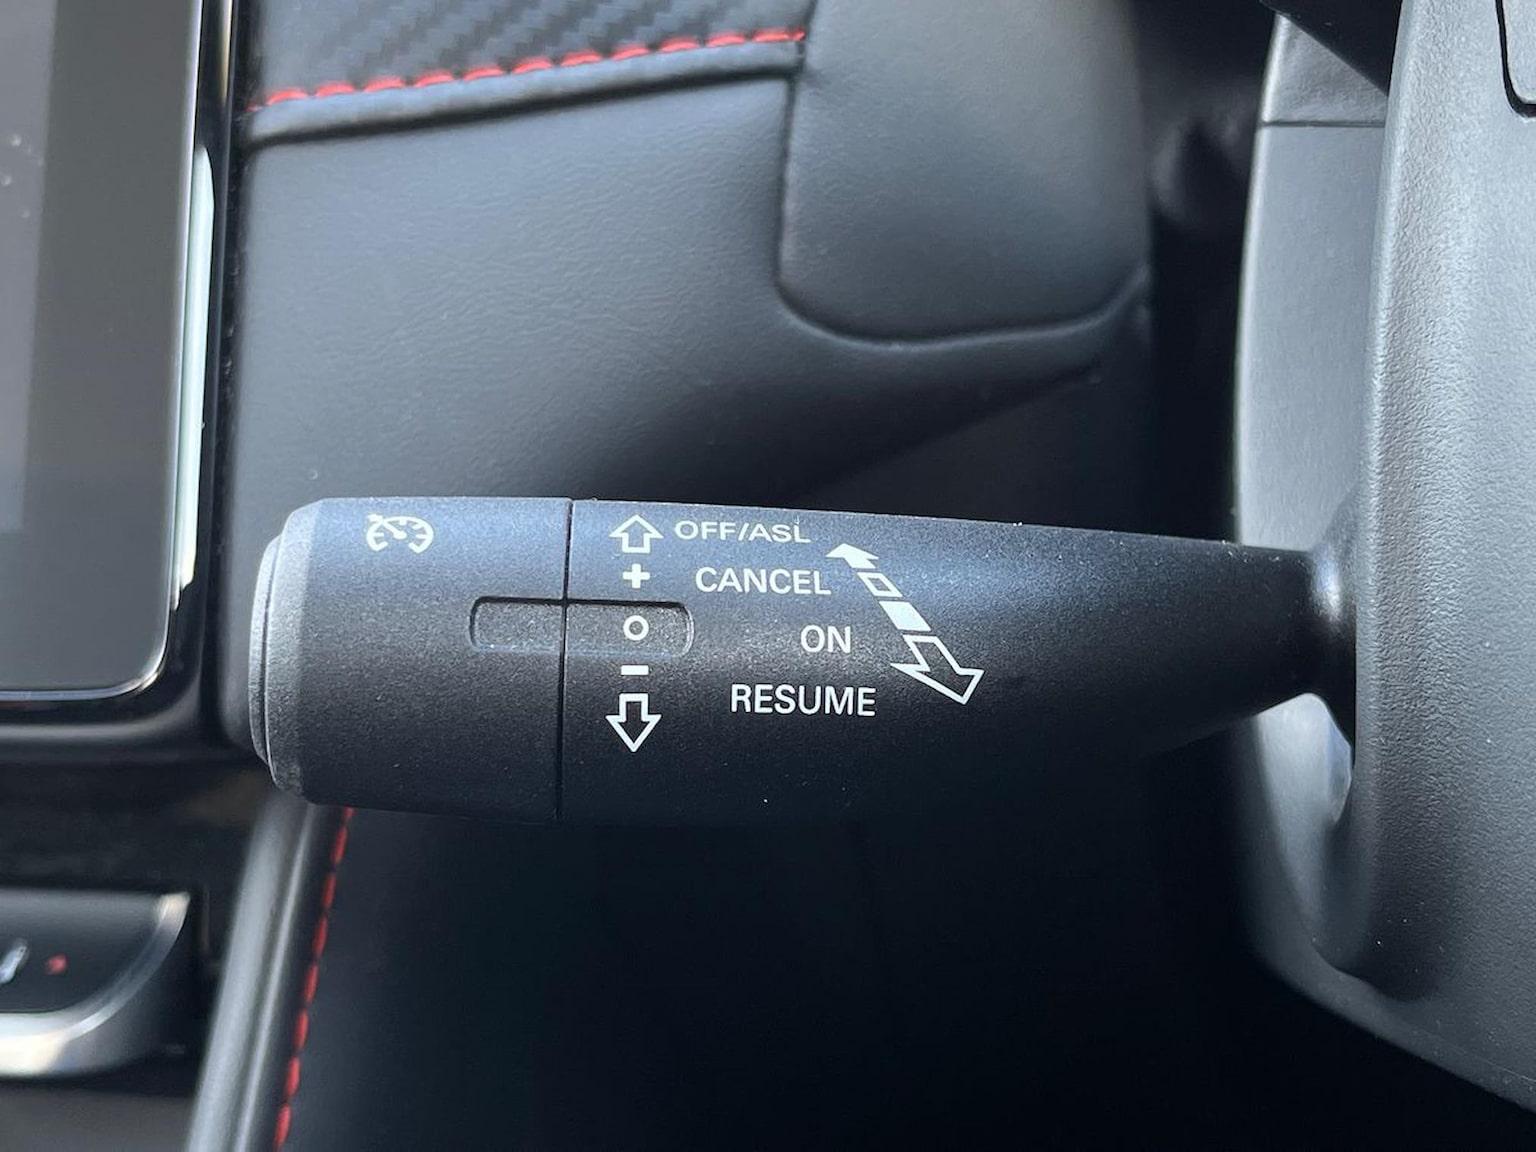 OFF/ASL
+ CANCEL
O ON
- RESUME